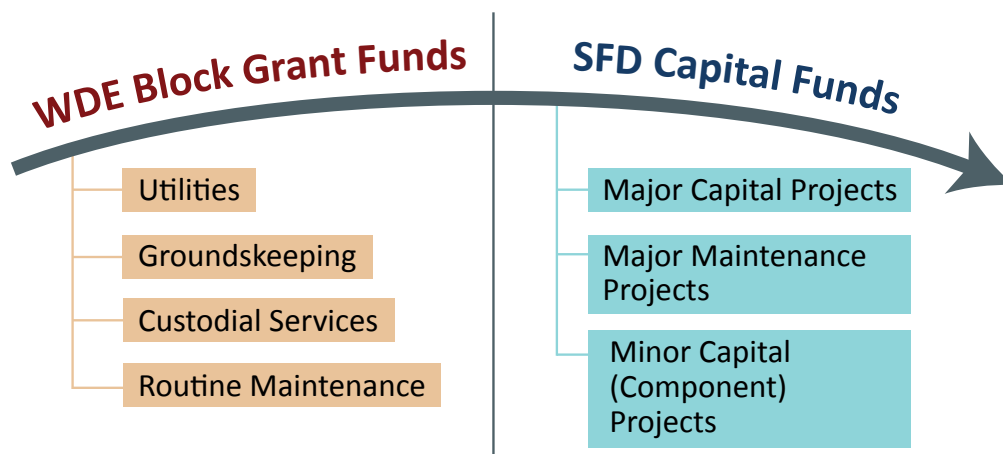 WDE Block Grant Funds
Utilities
Groundskeeping
Custodial Services
Routine Maintenance
SFD Capital Funds
Major Capital Projects
Major Maintenance
Projects
Minor Capital
(Component)
Projects